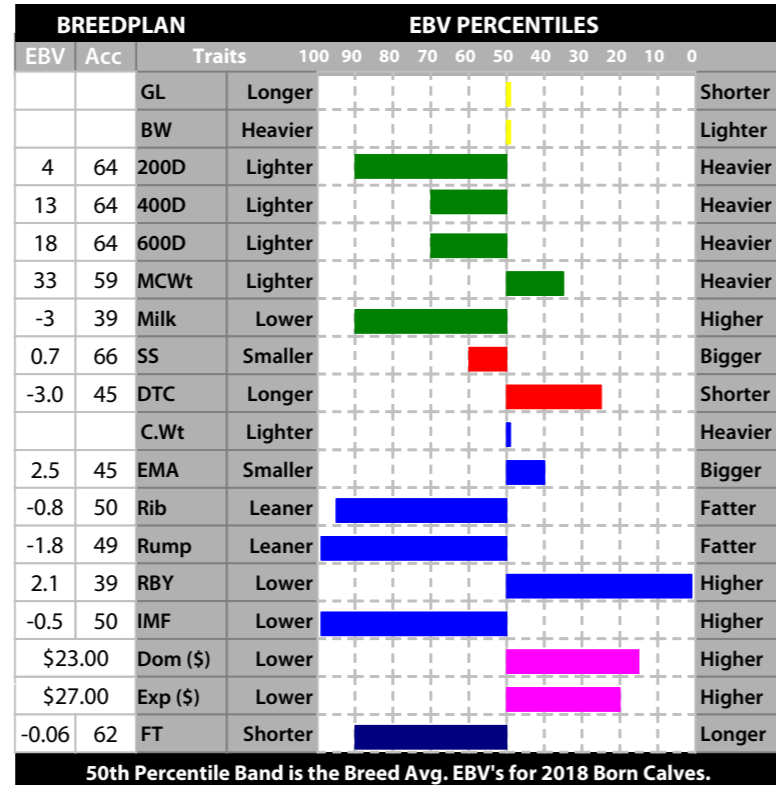 BREEDPLAN EBV PERCENTILES
EBV Acc Traits 100 90 80 70 60 50 40 30 20 10 0
GL Longer Shorter
BW Heavier Lighter
4 64 200D Lighter Heavier
13 64 400D Lighter Heavier
18 64 600D Lighter Heavier
33 59 MCWt Lighter Heavier
-3 39 Milk Lower Higher
0.7 66 SS Smaller Bigger
-3.0 45 DTC Longer Shorter
C.Wt Lighter Heavier
2.5 45 EMA Smaller Bigger
-0.8 50 Rib Leaner Fatter
-1.8 49 Rump Leaner Fatter
2.1 39 RBY Lower Higher
-0.5 50 IMF Lower Higher
$23.00 Dom ($) Lower Higher
$27.00 Exp ($) Lower Higher
-0.06 62 FT Shorter Longer
50th Percentile Band is the Breed Avg. EBV's for 2018 Born Calves.